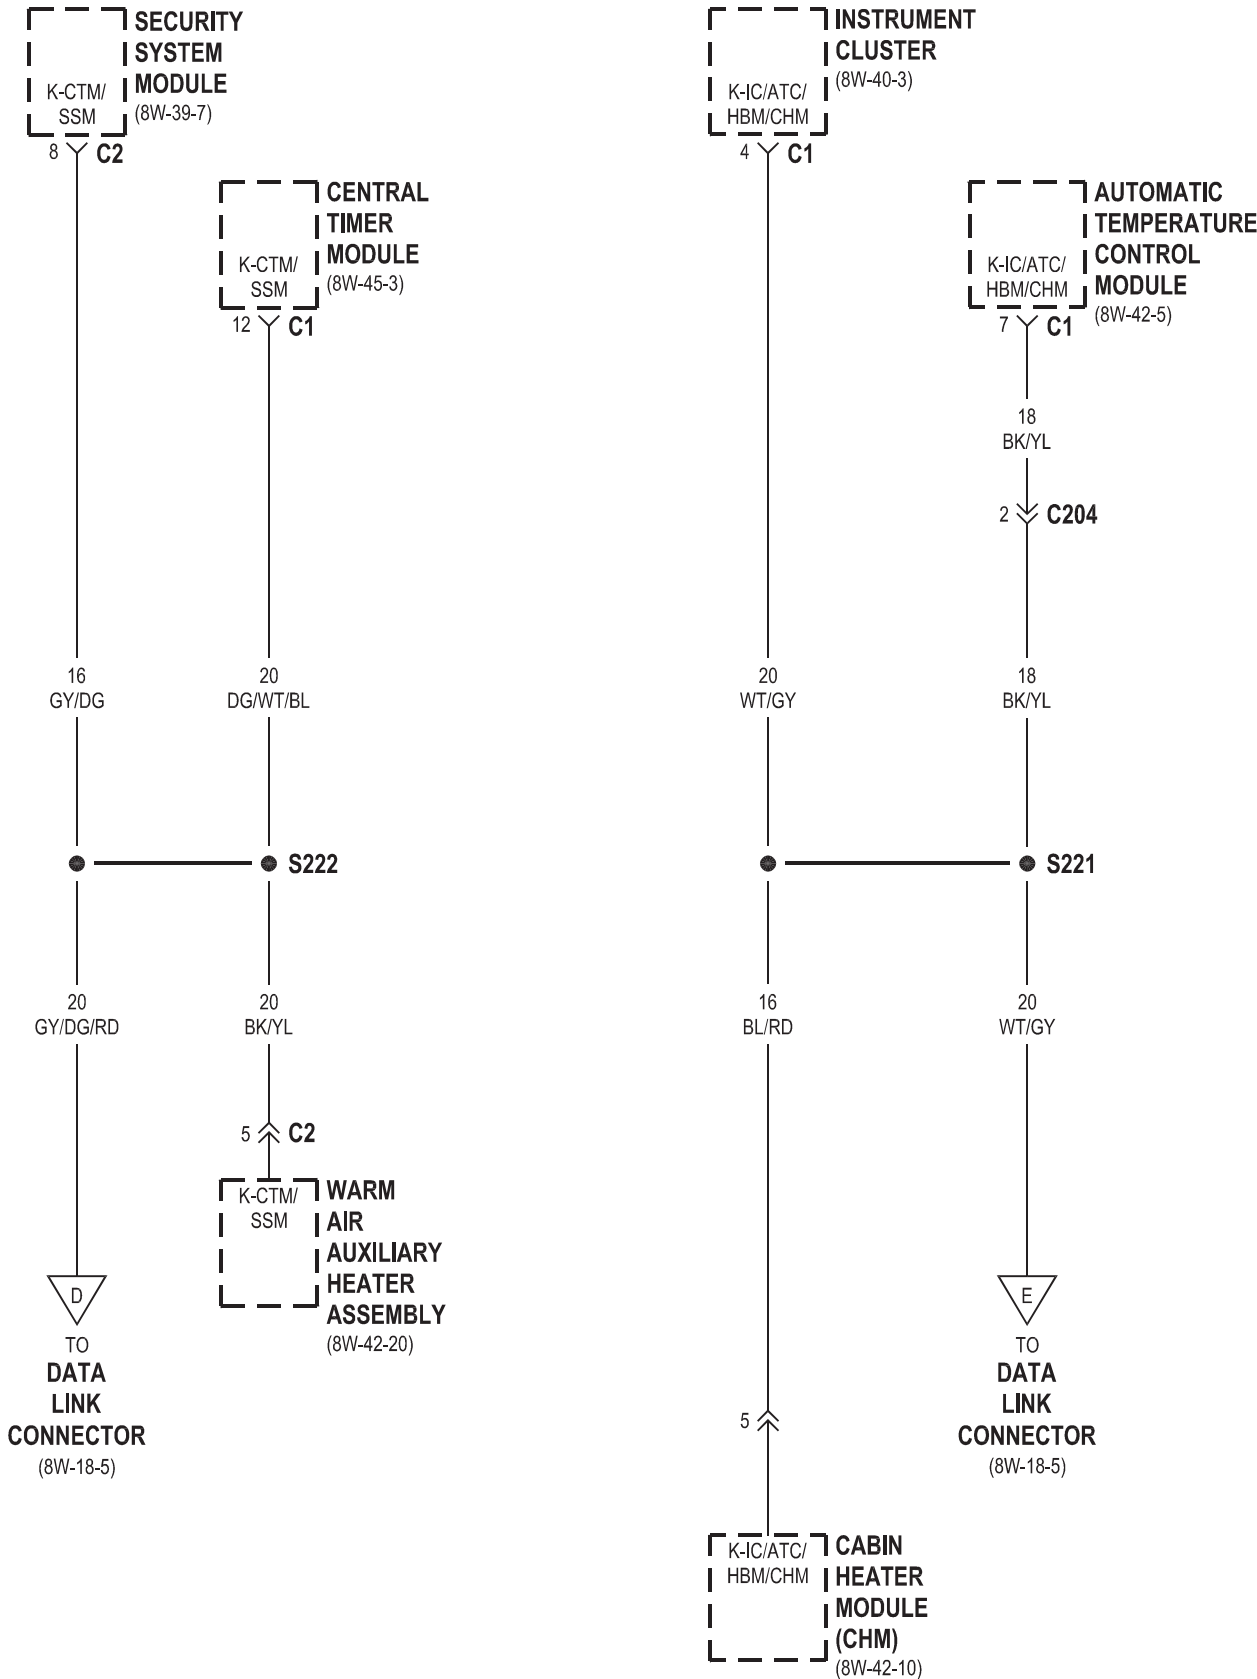 SECURITY
SYSTEM
MODULE
(8W-39-7)
K-CTM/
SSM
8
C2
CENTRAL
TIMER
MODULE
(8W-45-3)
K-CTM/
SSM
12
C1
INSTRUMENT
CLUSTER
(8W-40-3)
K-IC/ATC/
HBM/CHM
4
C1
AUTOMATIC
TEMPERATURE
CONTROL
MODULE
(8W-42-5)
K-IC/ATC/
HBM/CHM
7
C1
18
BK/YL
2
C204
16
GY/DG
20
DG/WT/BL
20
WT/GY
18
BK/YL
S222
S221
20
GY/DG/RD
20
BK/YL
16
BL/RD
20
WT/GY
5
C2
K-CTM/
SSM
WARM
AIR
AUXILIARY
HEATER
ASSEMBLY
(8W-42-20)
D
TO
DATA
LINK
CONNECTOR
(8W-18-5)
E
TO
DATA
LINK
CONNECTOR
(8W-18-5)
5
K-IC/ATC/
HBM/CHM
CABIN
HEATER
MODULE
(CHM)
(8W-42-10)